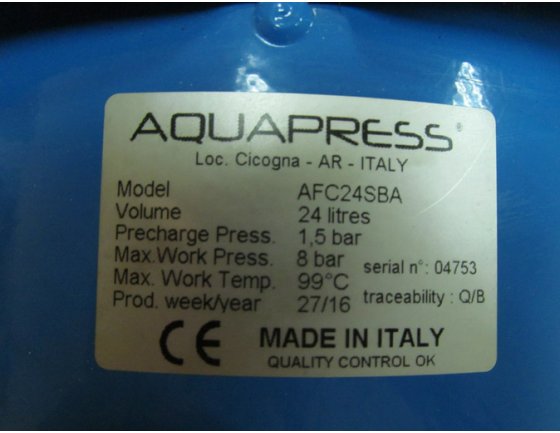 AQUAPRESS®
Loc. Cicogna - AR - ITALY
Model AFC24SBA
Volume 24 litres
Precharge Press. 1,5 bar
Max.Work Press. 8 bar serial n°: 04753
Max. Work Temp. 99°C
Prod. week/year 27/16 traceability : Q/B
CE MADE IN ITALY
QUALITY CONTROL OK